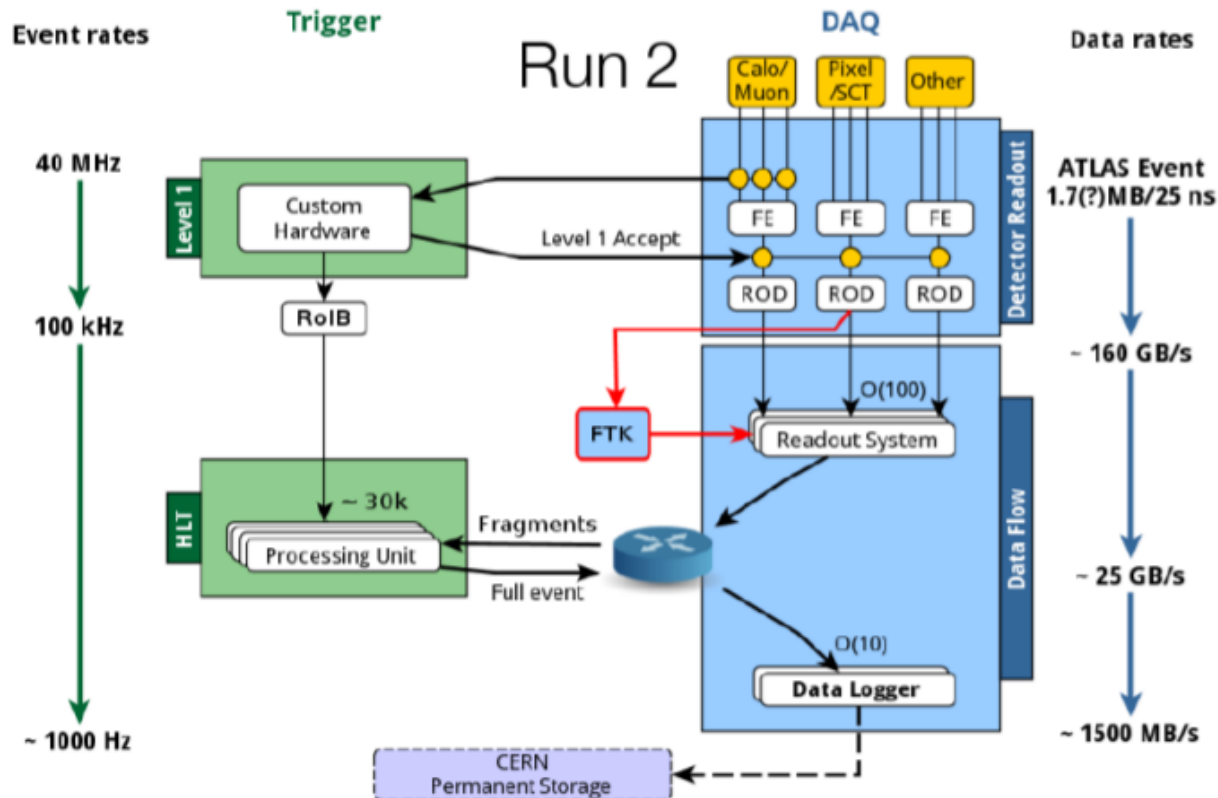 Event rates
Trigger
Run 2
DAQ
Data rates
Calo/
Muon
Pixel
/SCT
Other
40 MHz
Level 1
Custom
Hardware
Level 1 Accept
FE
FE
FE
ROD
ROD
ROD
Detector Readout
ATLAS Event
1.7(?)MB/25 ns
100 kHz
RoIB
~ 160 GB/s
FTK
O(100)
Readout System
HLT
~ 30k
Processing Unit
Fragments
Full event
Data Flow
~ 25 GB/s
O(10)
Data Logger
~ 1000 Hz
~ 1500 MB/s
CERN
Permanent Storage